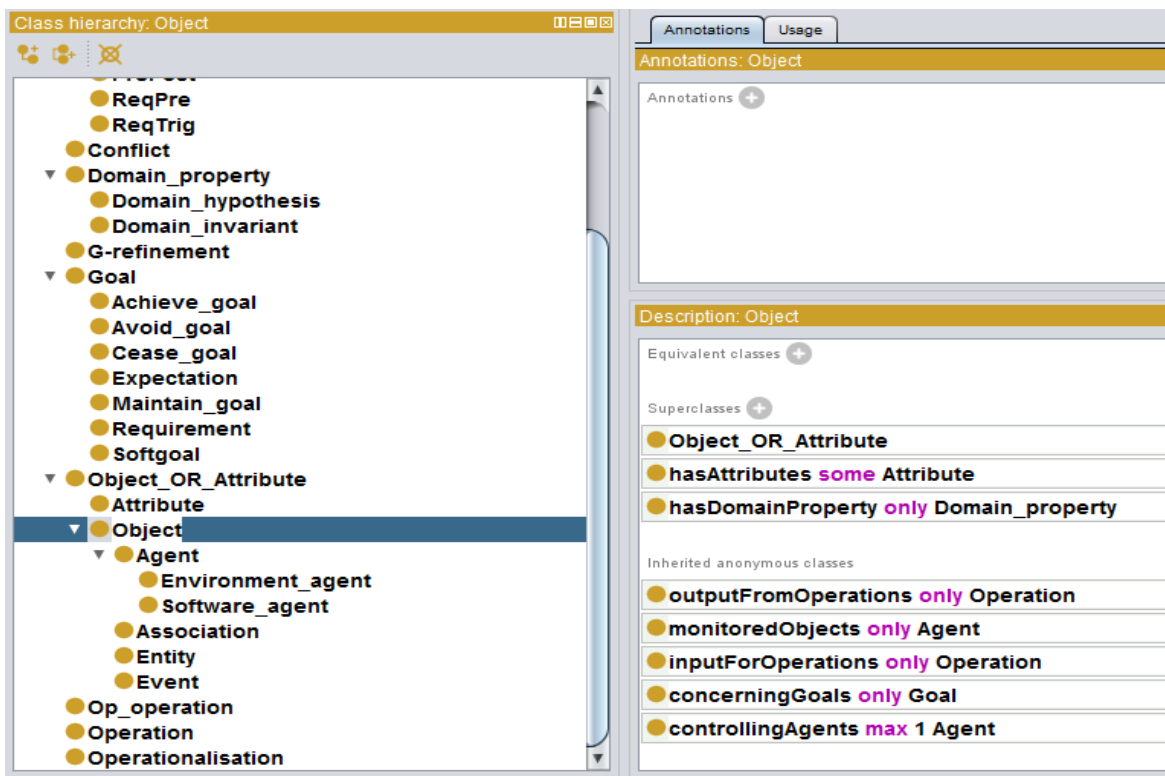 Class hierarchy: Object
ReqPre
ReqTrig
Conflict
Domain_property
Domain_hypothesis
Domain_invariant
G-refinement
Goal
Achieve_goal
Avoid_goal
Cease_goal
Expectation
Maintain_goal
Requirement
Softgoal
Object_OR_Attribute
Attribute
Object
Agent
Environment_agent
Software_agent
Association
Entity
Event
Op_operation
Operation
Operationalisation
Annotations Usage
Annotations: Object
Annotations
Description: Object
Equivalent classes
Superclasses
Object_OR_Attribute
hasAttributes some Attribute
hasDomainProperty only Domain_property
Inherited anonymous classes
outputFromOperations only Operation
monitoredObjects only Agent
inputForOperations only Operation
concerningGoals only Goal
controllingAgents max 1 Agent